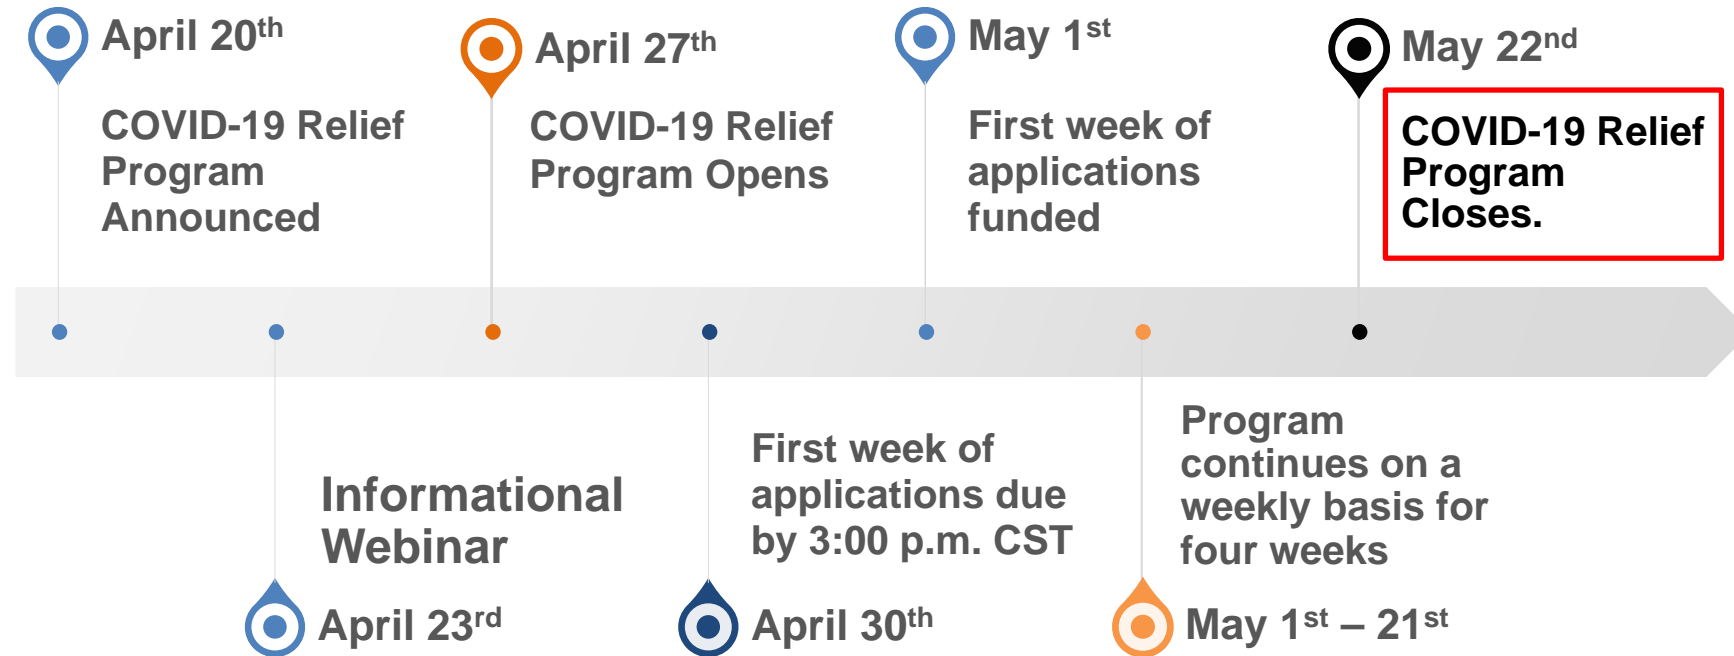 April 20th
COVID-19 Relief
Program
Announced
April 27th
COVID-19 Relief
Program Opens
May 1st
First week of
applications
funded
May 22nd
COVID-19 Relief
Program
Closes.
Informational
Webinar
April 23rd
First week of
applications due
by 3:00 p.m. CST
April 30th
Program
continues on a
weekly basis for
four weeks
May 1st – 21st